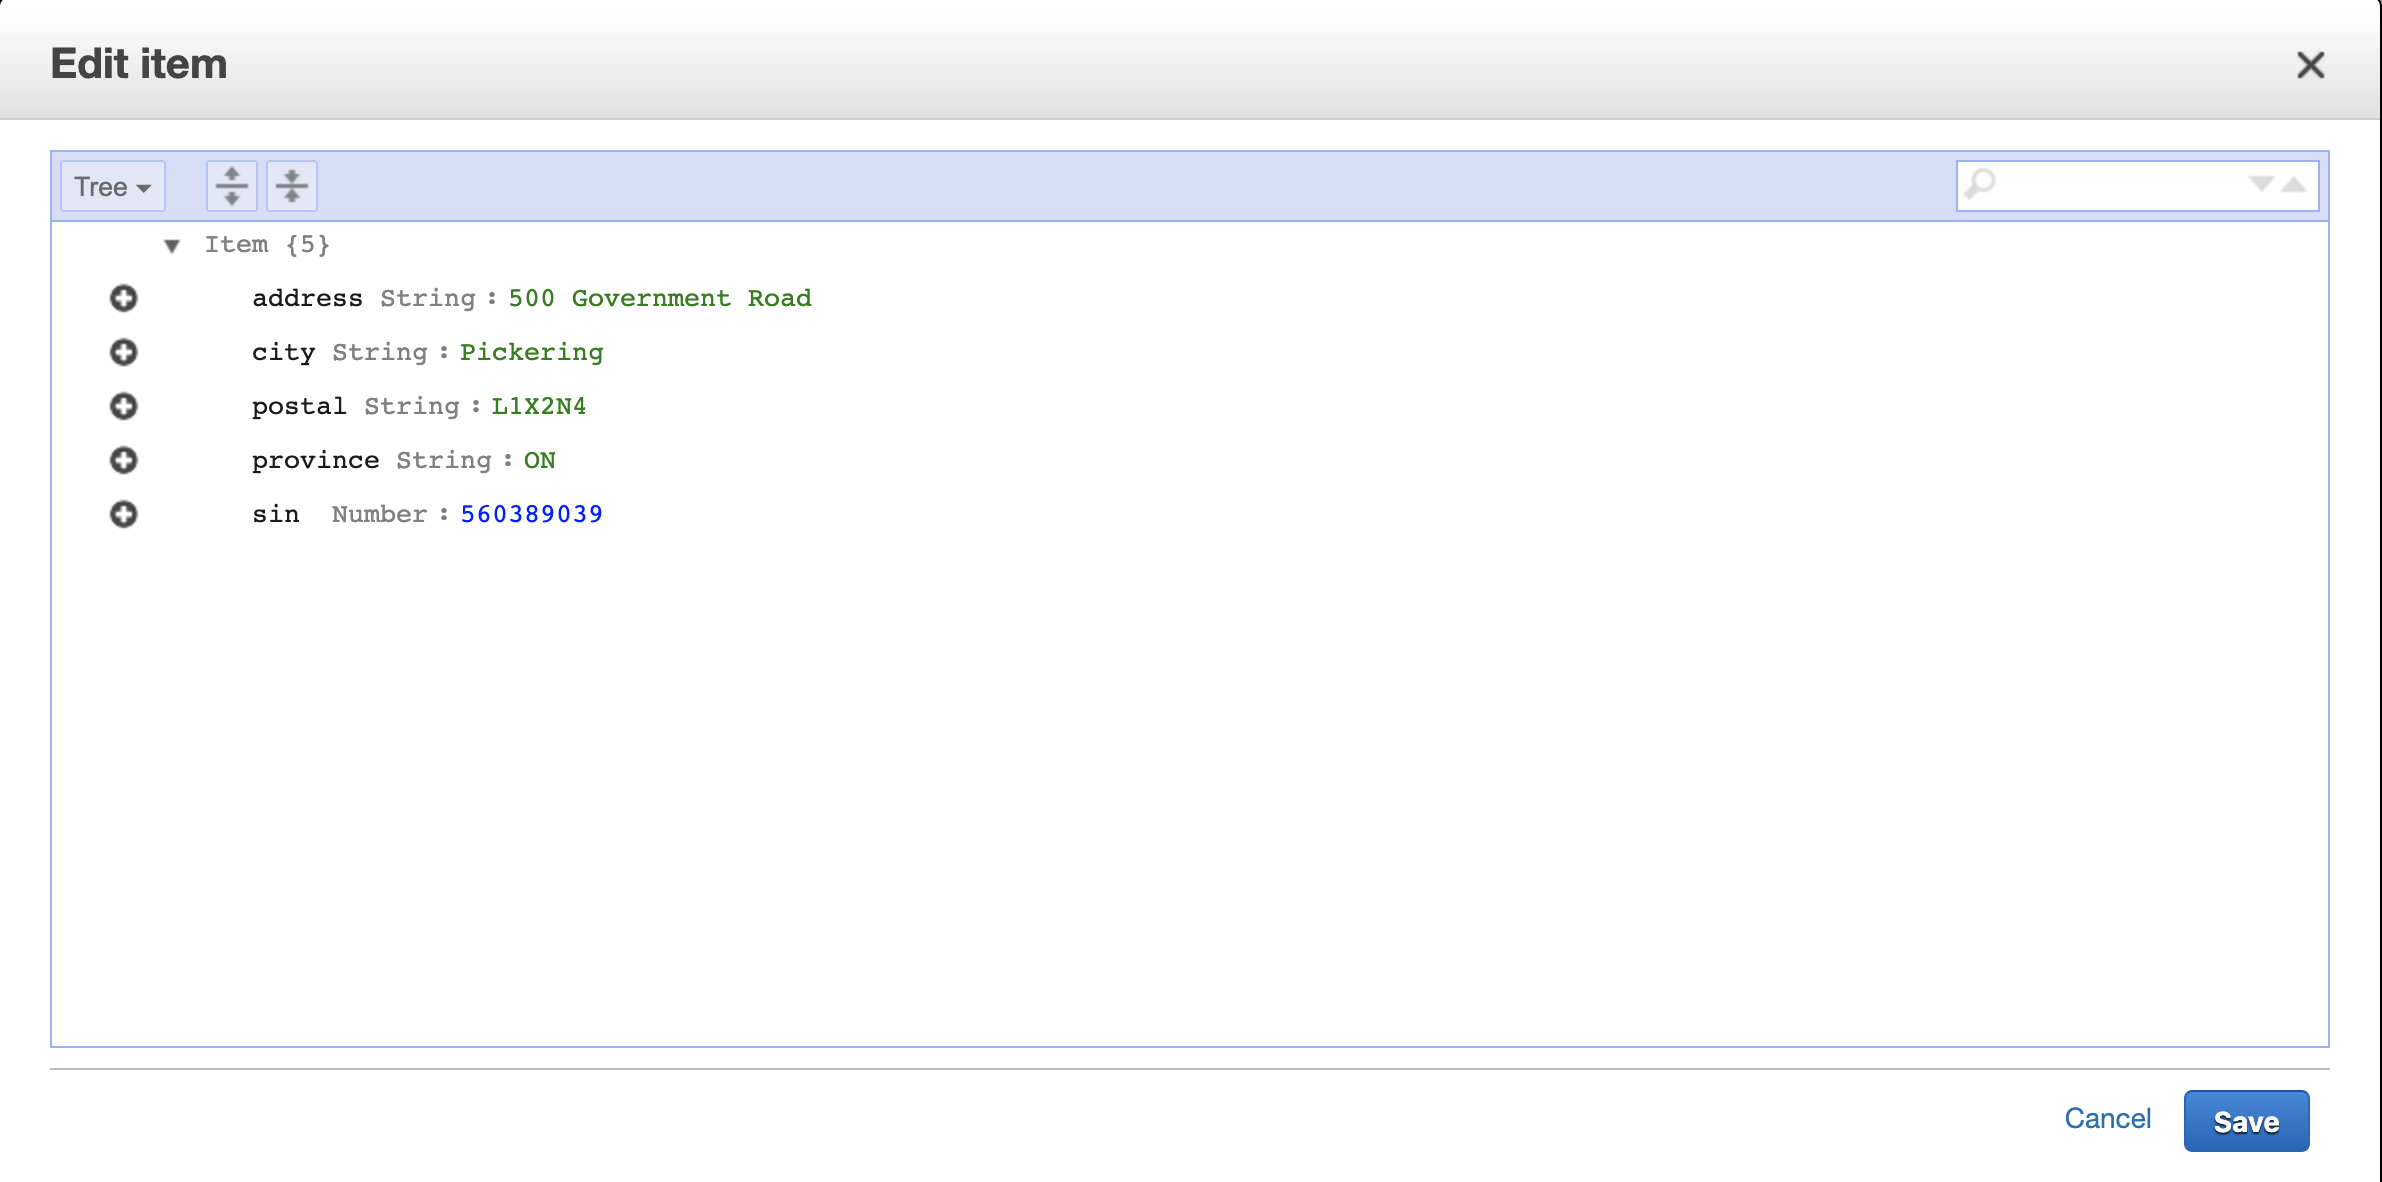 Edit item
Tree
Item {5}
address String : 500 Government Road
city String : Pickering
postal String : L1X2N4
province String : ON
sin Number : 560389039
Cancel Save